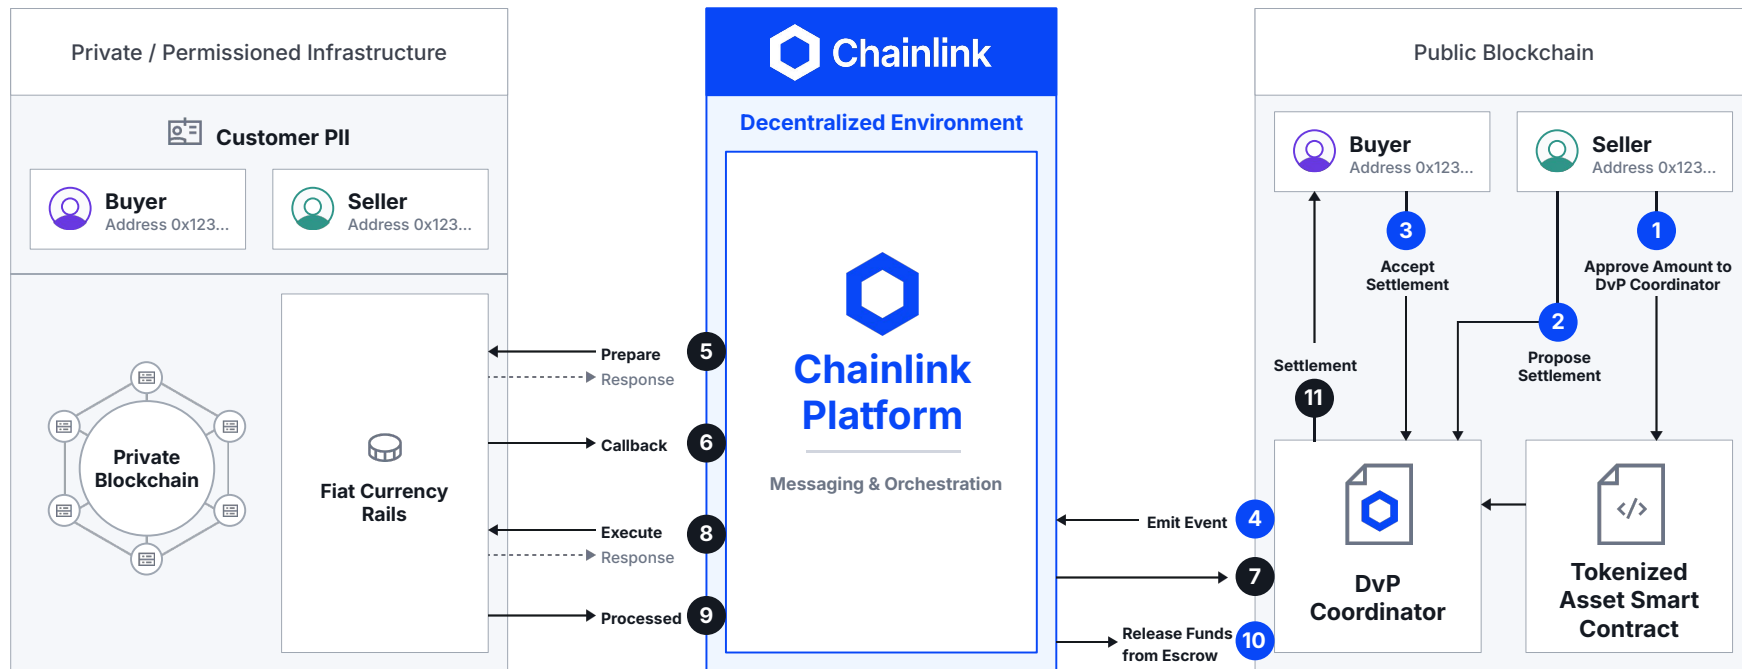 Private / Permissioned Infrastructure
Customer PII
Buyer
Address 0x123...
Seller
Address 0x123...
Private
Blockchain
Fiat Currency
Rails
Prepare
5
Response
Callback
6
Execute
8
Response
Processed
9
Chainlink
Decentralized Environment
Chainlink
Platform
Messaging & Orchestration
Public Blockchain
Buyer
Address 0x123...
Seller
Address 0x123...
3
Accept
Settlement
1
Approve Amount to
DvP Coordinator
2
Propose
Settlement
Settlement
11
Emit Event
4
7
Release Funds
from Escrow
10
DvP
Coordinator
</>
Tokenized
Asset Smart
Contract